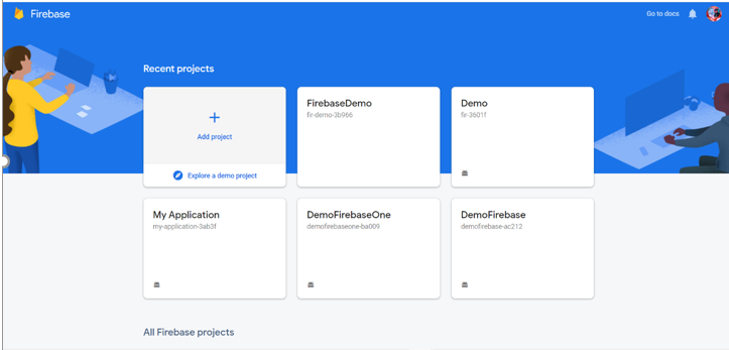 Firebase
Go to docs
Recent projects
Add project
Explore a demo project
FirebaseDemo
fir-demo-3b966
Demo
fir-3601f
My Application
my-application-3ab3f
DemoFirebaseOne
demofirebaseone-ba009
DemoFirebase
demofirebase-ac212
All Firebase projects